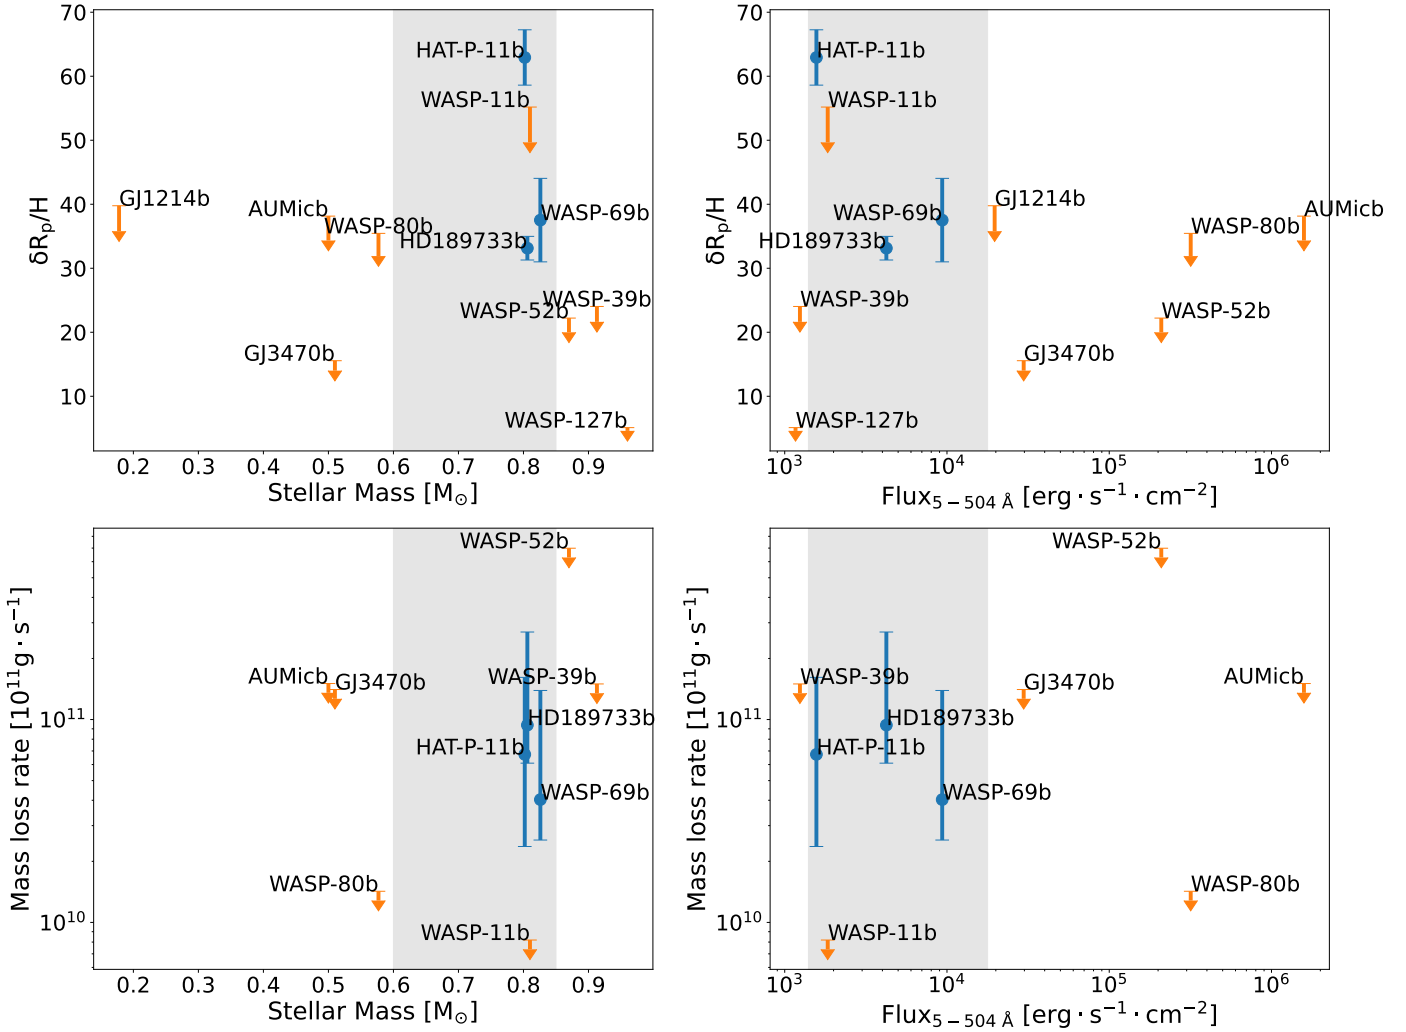 70
60
50
40
30
20
10
δRp/H
HAT-P-11b
WASP-11b
GJ1214b
AUMicb
WASP-80b
WASP-69b
HD189733b
WASP-39b
WASP-52b
GJ3470b
WASP-127b
0.2 0.3 0.4 0.5 0.6 0.7 0.8 0.9
Stellar Mass [M⊙]
70
60
50
40
30
20
10
δRp/H
HAT-P-11b
WASP-11b
GJ1214b
AUMicb
WASP-69b
WASP-80b
HD189733b
WASP-39b
WASP-52b
GJ3470b
WASP-127b
10³ 10⁴ 10⁵ 10⁶
Flux₅₋₅₀₄ Å [erg·s⁻¹·cm⁻²]
10¹¹
10¹⁰
Mass loss rate [10¹¹g·s⁻¹]
WASP-52b
AUMicb
GJ3470b
WASP-39b
HD189733b
HAT-P-11b
WASP-69b
WASP-80b
WASP-11b
0.2 0.3 0.4 0.5 0.6 0.7 0.8 0.9
Stellar Mass [M⊙]
10¹¹
10¹⁰
Mass loss rate [10¹¹g·s⁻¹]
WASP-52b
WASP-39b
GJ3470b
AUMicb
HD189733b
HAT-P-11b
WASP-69b
WASP-80b
WASP-11b
10³ 10⁴ 10⁵ 10⁶
Flux₅₋₅₀₄ Å [erg·s⁻¹·cm⁻²]